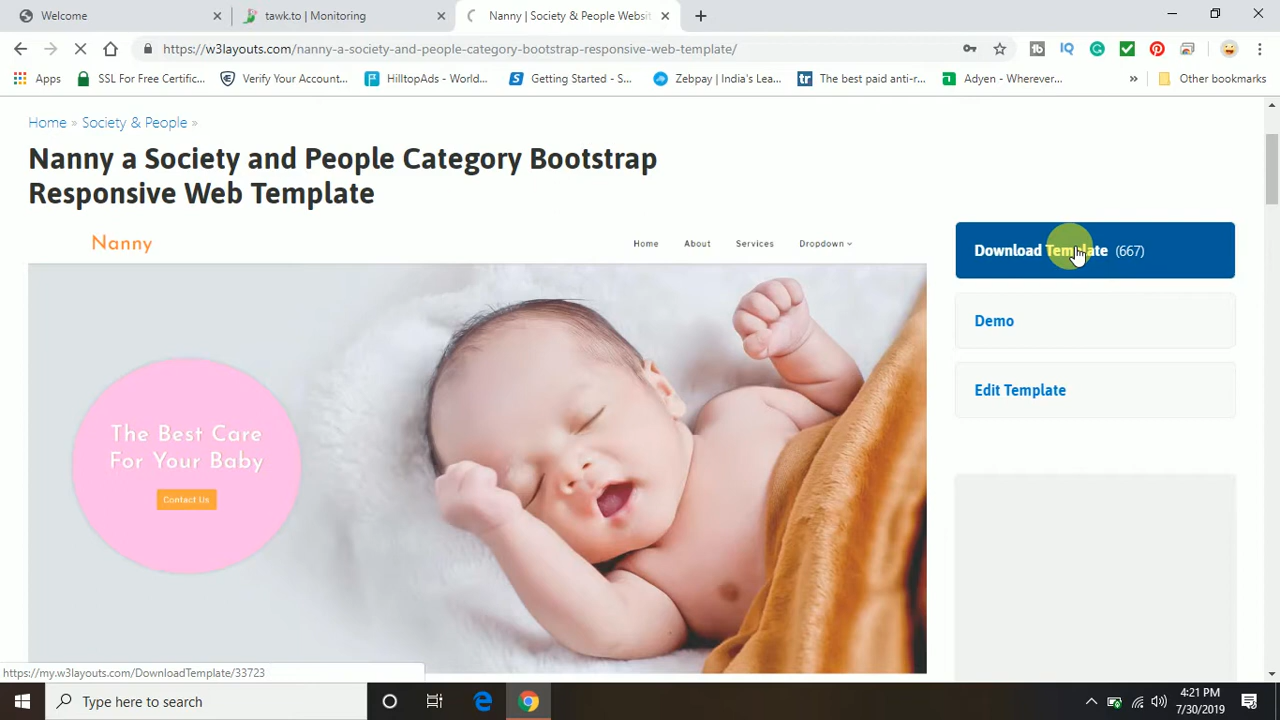 Welcome
tawk.to | Monitoring
Nanny | Society & People Websit
https://w3layouts.com/nanny-a-society-and-people-category-bootstrap-responsive-web-template/
Apps
SSL For Free Certific...
Verify Your Account...
HilltopAds - World...
Getting Started - S...
Zebpay | India's Lea...
tr
The best paid anti-r...
Adyen - Wherever...
»
Other bookmarks
Home » Society & People »
Nanny a Society and People Category Bootstrap
Responsive Web Template
Nanny
Home
About
Services
Dropdown
Download Template (667)
Demo
Edit Template
The Best Care
For Your Baby
Contact Us
https://my.w3layouts.com/DownloadTemplate/33723
Type here to search
4:21 PM
7/30/2019